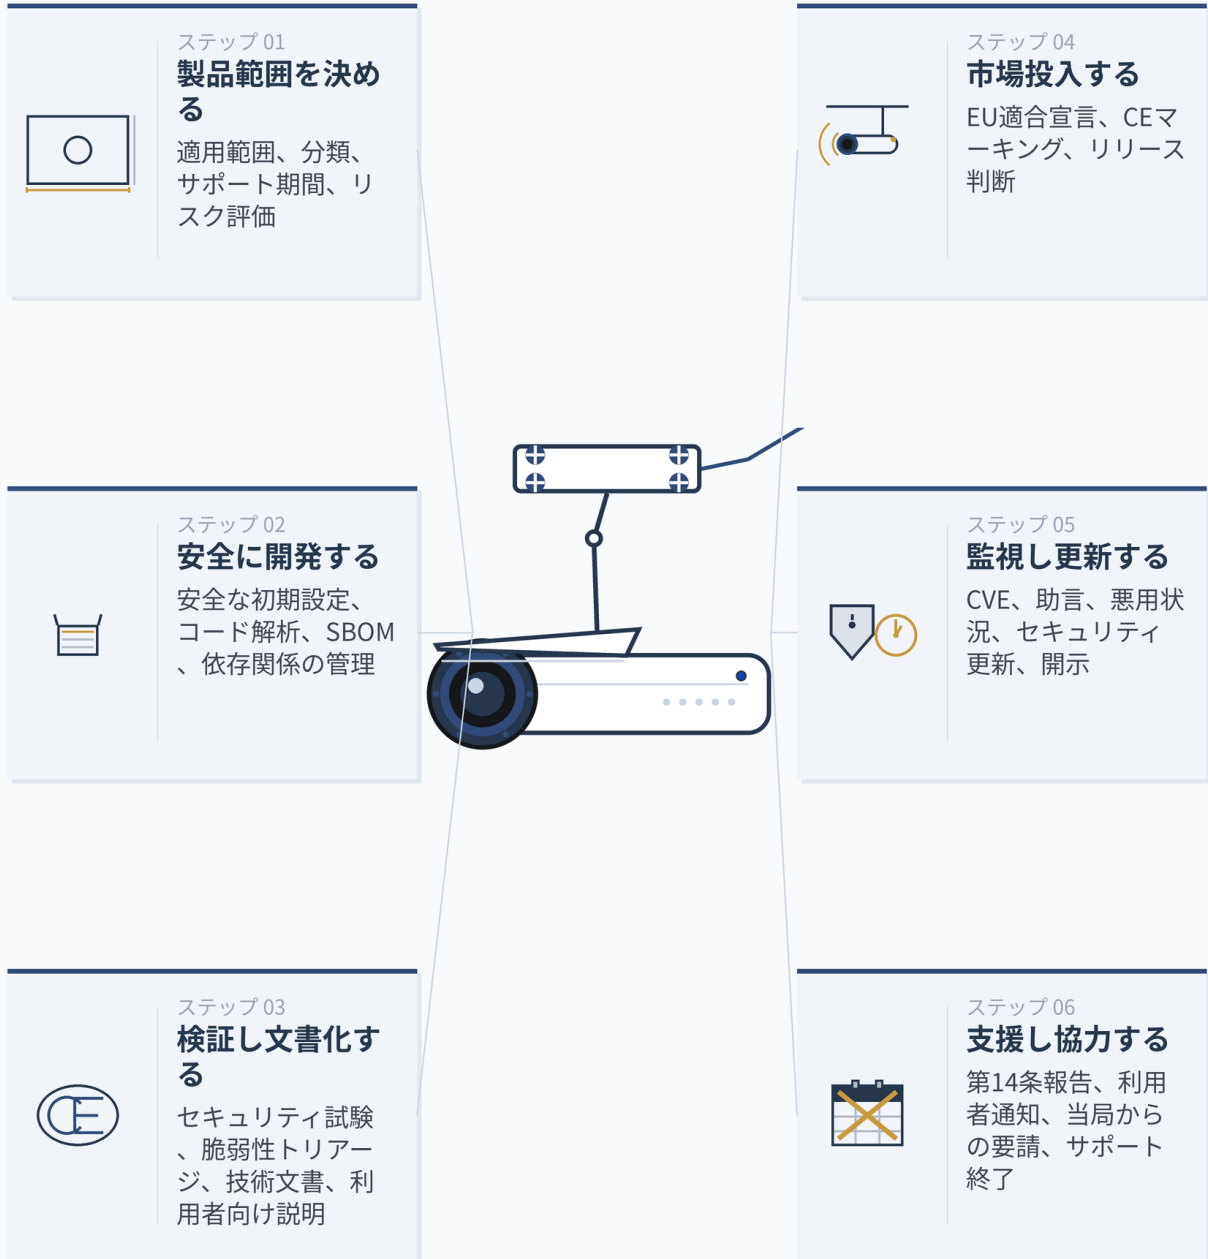 ステップ 01
製品範囲を決め
る
適用範囲、分類、
サポート期間、リ
スク評価
ステップ 02
安全に開発する
安全な初期設定、
コード解析、SBOM
、依存関係の管理
ステップ 03
検証し文書化す
る
セキュリティ試験
、脆弱性トリアー
ジ、技術文書、利
用者向け説明
ステップ 04
市場投入する
EU適合宣言、CEマ
ーキング、リリース
判断
ステップ 05
監視し更新する
CVE、助言、悪用状
況、セキュリティ
更新、開示
ステップ 06
支援し協力する
第14条報告、利用
者通知、当局から
の要請、サポート
終了